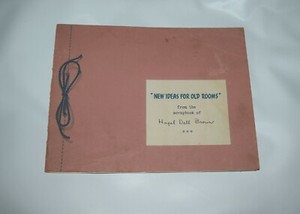 "NEW IDEAS FOR OLD ROOMS"
from the
scrapbook of
Hazel Dell Brown
***